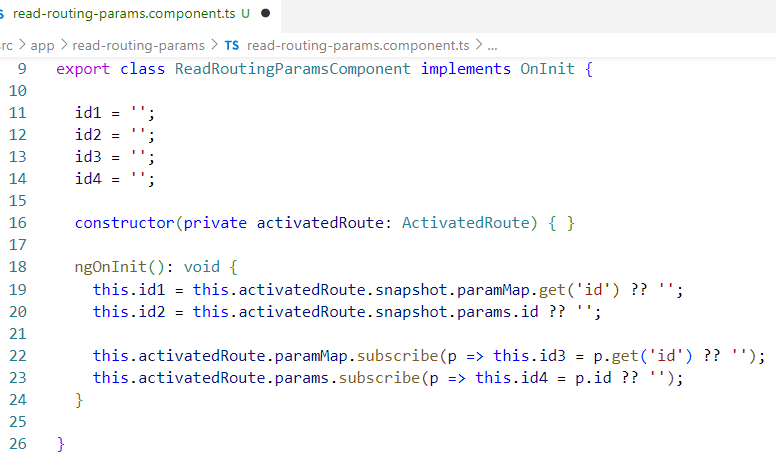 read-routing-params.component.ts U ●
src > app > read-routing-params > TS read-routing-params.component.ts > ...
9 export class ReadRoutingParamsComponent implements OnInit {
10
11 id1 = '';
12 id2 = '';
13 id3 = '';
14 id4 = '';
15
16 constructor(private activatedRoute: ActivatedRoute) { }
17
18 ngOnInit(): void {
19 this.id1 = this.activatedRoute.snapshot.paramMap.get('id') ?? '';
20 this.id2 = this.activatedRoute.snapshot.params.id ?? '';
21
22 this.activatedRoute.paramMap.subscribe(p => this.id3 = p.get('id') ?? '');
23 this.activatedRoute.params.subscribe(p => this.id4 = p.id ?? '');
24 }
25
26 }